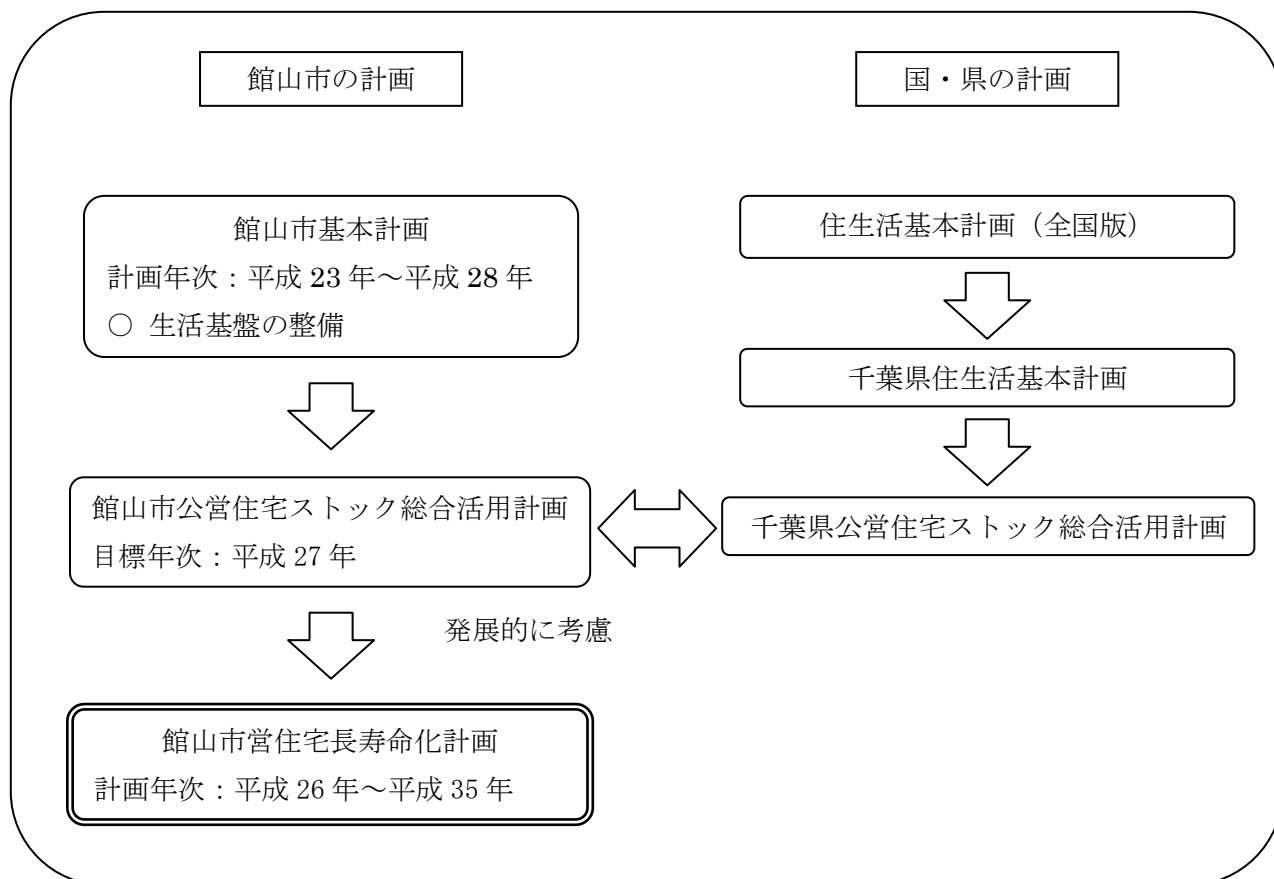 館山市の計画
国・県の計画
館山市基本計画
計画年次：平成 23 年～平成 28 年
○ 生活基盤の整備
住生活基本計画（全国版）
千葉県住生活基本計画
館山市公営住宅ストック総合活用計画
目標年次：平成 27 年
千葉県公営住宅ストック総合活用計画
発展的に考慮
館山市営住宅長寿命化計画
計画年次：平成 26 年～平成 35 年